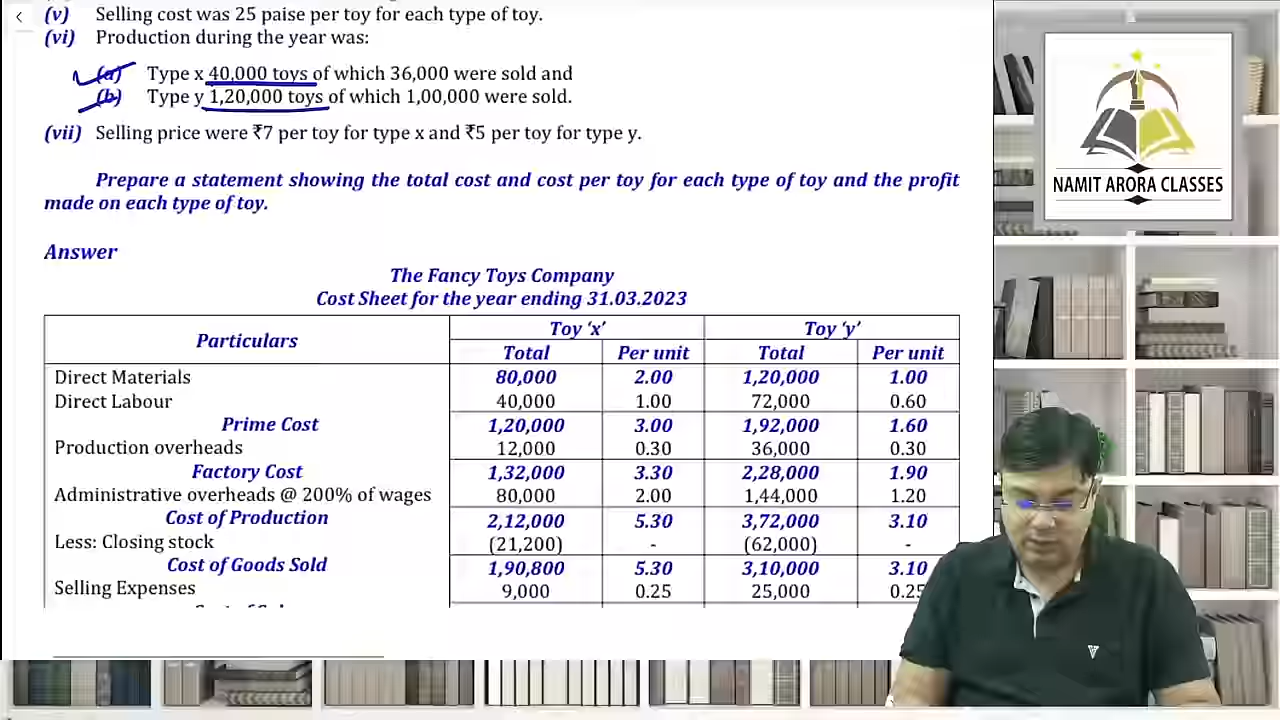 (v) Selling cost was 25 paise per toy for each type of toy.
(vi) Production during the year was:
(a) Type x 40,000 toys of which 36,000 were sold and
(b) Type y 1,20,000 toys of which 1,00,000 were sold.
(vii) Selling price were ₹7 per toy for type x and ₹5 per toy for type y.
Prepare a statement showing the total cost and cost per toy for each type of toy and the profit
made on each type of toy.
Answer
The Fancy Toys Company
Cost Sheet for the year ending 31.03.2023
Particulars Toy ‘x’ Toy ‘y’
Total Per unit Total Per unit
Direct Materials 80,000 2.00 1,20,000 1.00
Direct Labour 40,000 1.00 72,000 0.60
Prime Cost 1,20,000 3.00 1,92,000 1.60
Production overheads 12,000 0.30 36,000 0.30
Factory Cost 1,32,000 3.30 2,28,000 1.90
Administrative overheads @ 200% of wages 80,000 2.00 1,44,000 1.20
Cost of Production 2,12,000 5.30 3,72,000 3.10
Less: Closing stock (21,200) - (62,000) -
Cost of Goods Sold 1,90,800 5.30 3,10,000 3.10
Selling Expenses 9,000 0.25 25,000 0.25
NAMIT ARORA CLASSES